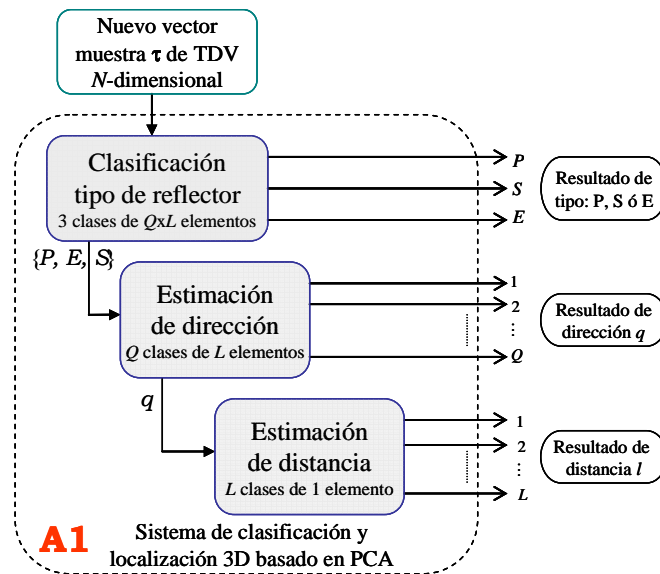 Nuevo vector
muestra τ de TDV
N-dimensional
Clasificación
tipo de reflector
3 clases de QxL elementos
P
S
E
Resultado de
tipo: P, S ó E
{P, E, S}
Estimación
de dirección
Q clases de L elementos
1
2
⋮
Q
Resultado de
dirección q
q
Estimación
de distancia
L clases de 1 elemento
1
2
⋮
L
Resultado de
distancia l
A1
Sistema de clasificación y
localización 3D basado en PCA